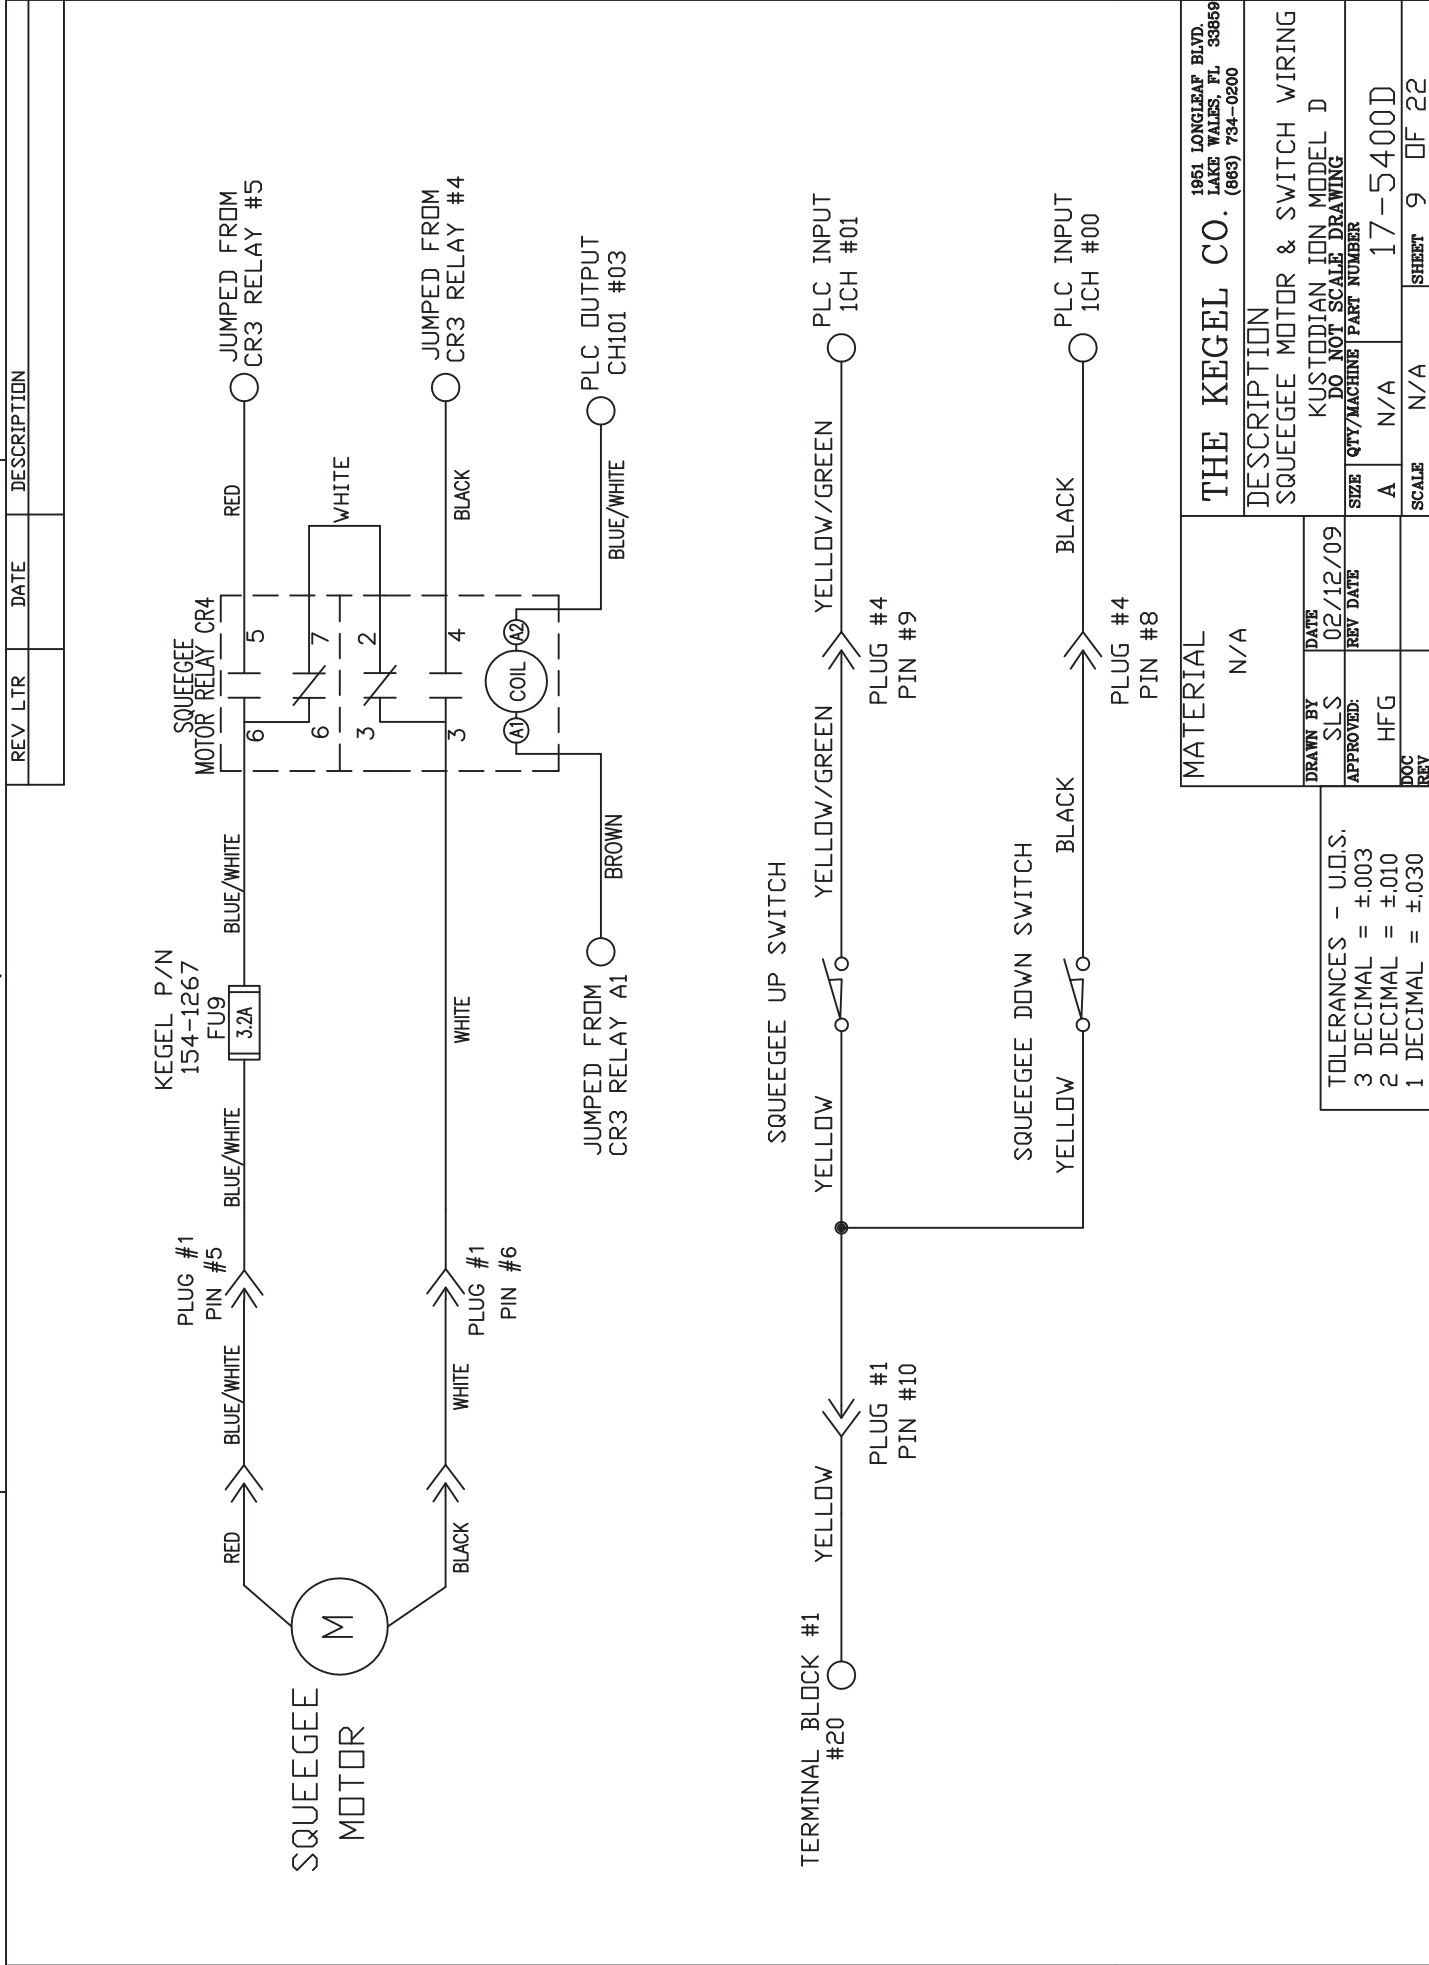 REV LTR
DATE
DESCRIPTION
KEGEL P/N
154-1267
FU9
3.2A
SQUEEGEE
MOTOR RELAY CR4
JUMPED FROM
CR3 RELAY #5
PLUG #1
PIN #5
RED
BLUE/WHITE
BLUE/WHITE
BLUE/WHITE
RED
6
5
6
7
WHITE
3
2
3
4
SQUEEGEE
MOTOR
M
JUMPED FROM
CR3 RELAY #4
BLACK
WHITE
WHITE
BLACK
PLUG #1
PIN #6
A1
COIL
A2
PLC OUTPUT
CH101 #03
BLUE/WHITE
BROWN
JUMPED FROM
CR3 RELAY A1
SQUEEGEE UP SWITCH
TERMINAL BLOCK #1
#20
YELLOW
YELLOW
YELLOW/GREEN
YELLOW/GREEN
PLC INPUT
1CH #01
PLUG #1
PIN #10
PLUG #4
PIN #9
SQUEEGEE DOWN SWITCH
YELLOW
BLACK
BLACK
PLC INPUT
1CH #00
PLUG #4
PIN #8
MATERIAL
N/A
THE KEGEL CO.
1951 LONGLEAF BLVD.
LAKE WALES, FL 33859
(863) 734-0200
DESCRIPTION
SQUEEGEE MOTOR & SWITCH WIRING
KUSTODIAN ION MODEL D
DO NOT SCALE DRAWING
DRAWN BY
SLS
DATE
02/12/09
APPROVED:
HFG
REV DATE
SIZE
A
QTY/MACHINE
N/A
PART NUMBER
17-5400D
DOC
REV
SCALE
N/A
SHEET 9 OF 22
TOLERANCES - U.O.S.
3 DECIMAL = ±.003
2 DECIMAL = ±.010
1 DECIMAL = ±.030